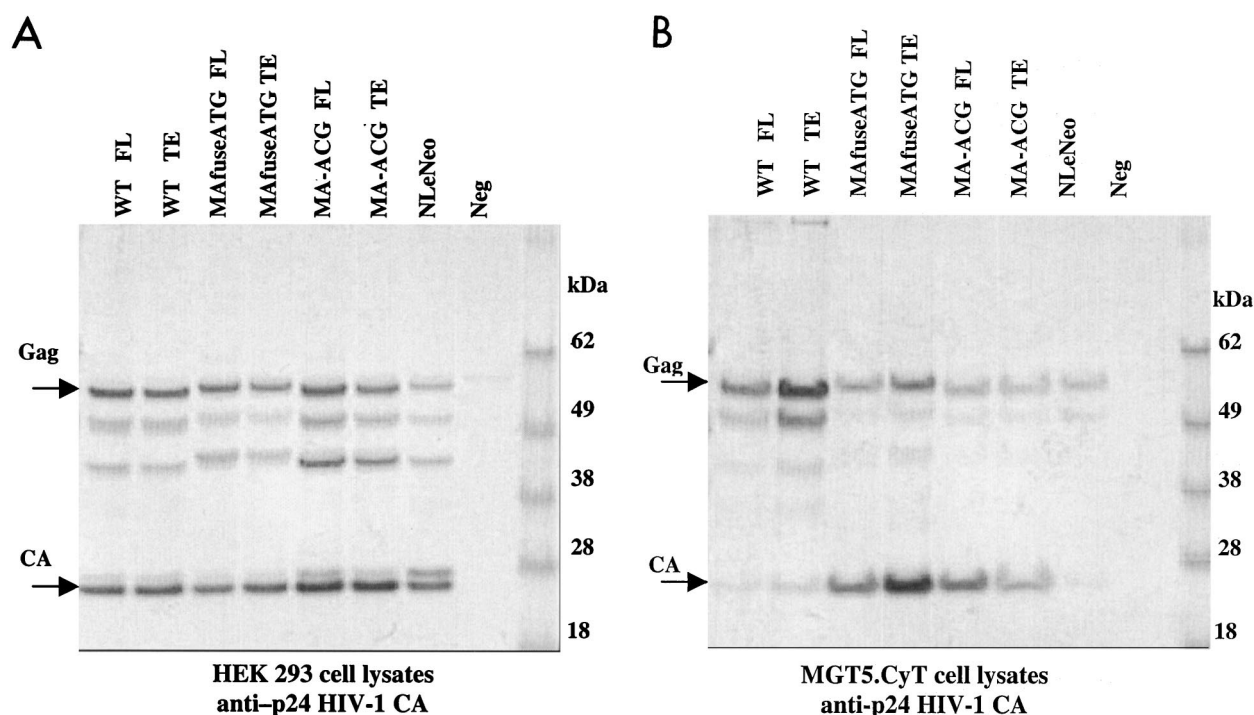 A
WT FL
WT TE
MAfuseATG FL
MAfuseATG TE
MA-ACG FL
MA-ACG TE
NLeNeo
Neg
kDa
Gag
62
49
38
28
CA
18
HEK 293 cell lysates
anti–p24 HIV-1 CA
B
WT FL
WT TE
MAfuseATG FL
MAfuseATG TE
MA-ACG FL
MA-ACG TE
NLeNeo
Neg
kDa
62
Gag
49
38
28
CA
18
MGT5.CyT cell lysates
anti-p24 HIV-1 CA